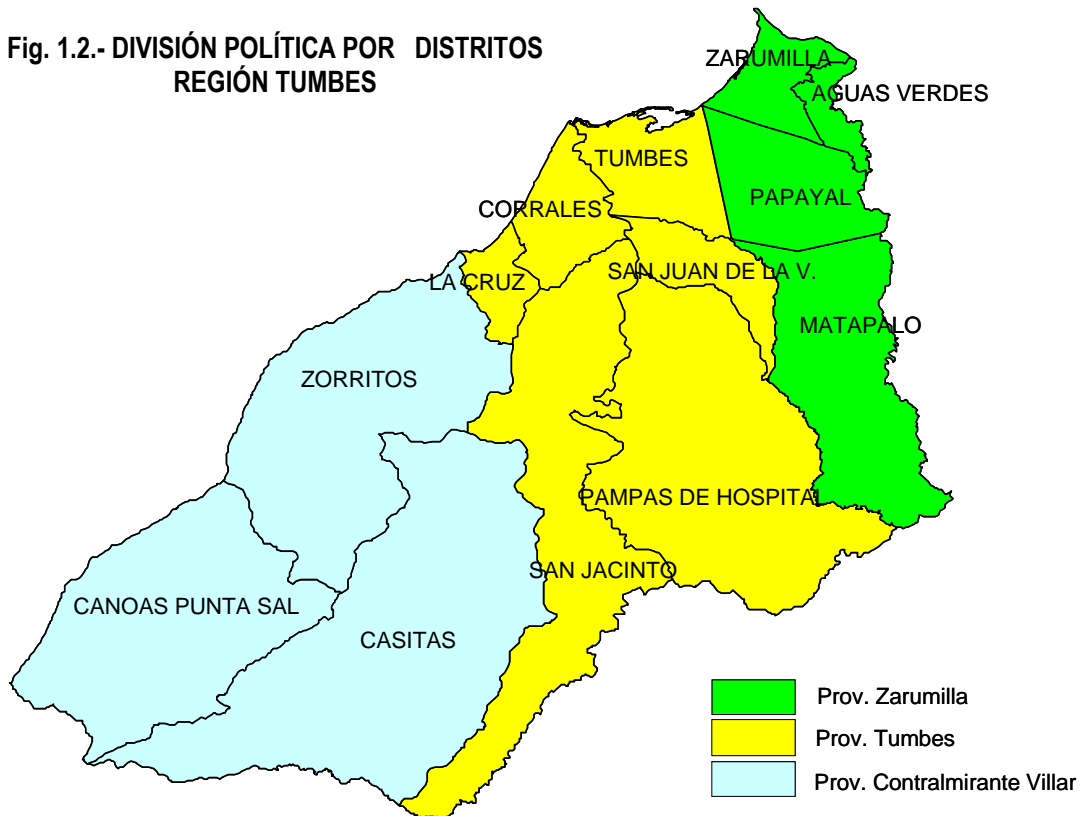 Fig. 1.2.- DIVISIÓN POLÍTICA POR DISTRITOS
REGIÓN TUMBES
ZARUMILLA
AGUAS VERDES
TUMBES
PAPAYAL
CORRALES
SAN JUAN DE LA V.
LA CRUZ
MATAPALO
ZORRITOS
PAMPAS DE HOSPITAL
SAN JACINTO
CANOAS PUNTA SAL
CASITAS
Prov. Zarumilla
Prov. Tumbes
Prov. Contralmirante Villar